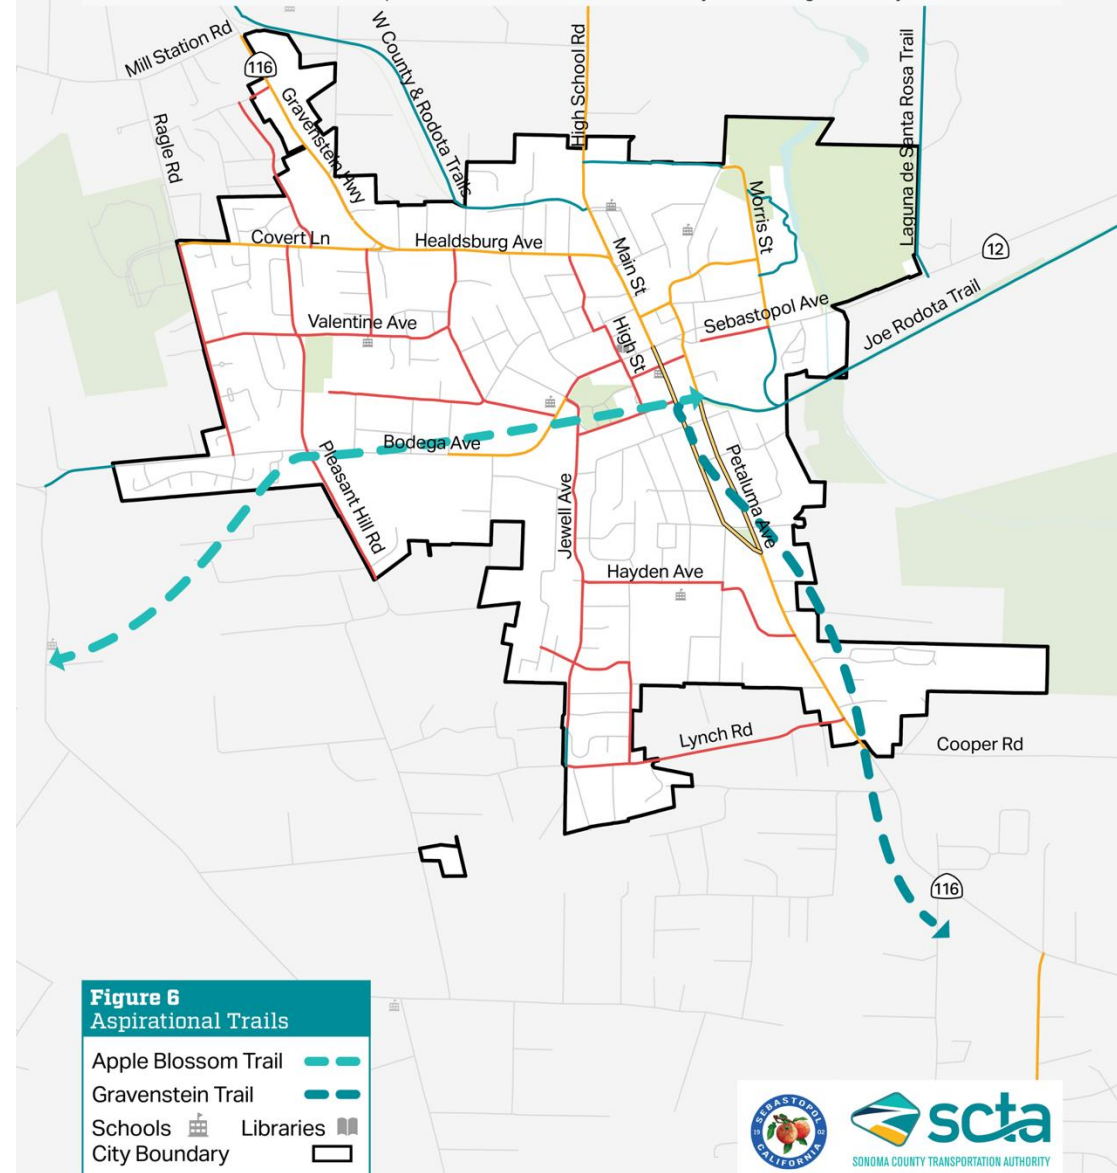 Mill Station Rd
116
W County & Rodota Trails
High School Rd
Laguna de Santa Rosa Trail
Ragle Rd
Gravenstein Hwy
Morris St
Covert Ln
Healdsburg Ave
12
Main St
Valentine Ave
High St
Sebastopol Ave
Joe Rodota Trail
Bodega Ave
Pleasant Hill Rd
Petaluma Ave
Jewell Ave
Hayden Ave
Lynch Rd
Cooper Rd
116
Figure 6
Aspirational Trails
Apple Blossom Trail
Gravenstein Trail
Schools Libraries
City Boundary
SEBASTOPOL
19 02
CALIFORNIA
scta
SONOMA COUNTY TRANSPORTATION AUTHORITY